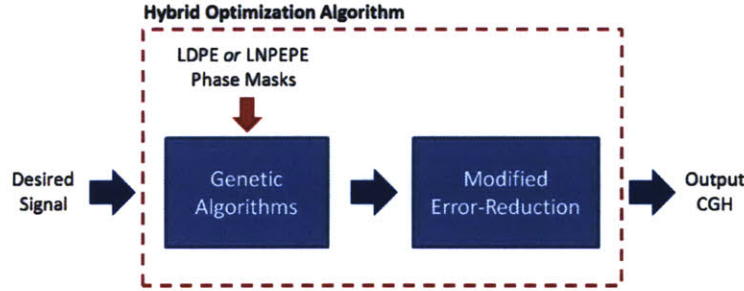 Hybrid Optimization Algorithm
LDPE or LNPEPE
Phase Masks
Desired
Signal
Genetic
Algorithms
Modified
Error-Reduction
Output
CGH